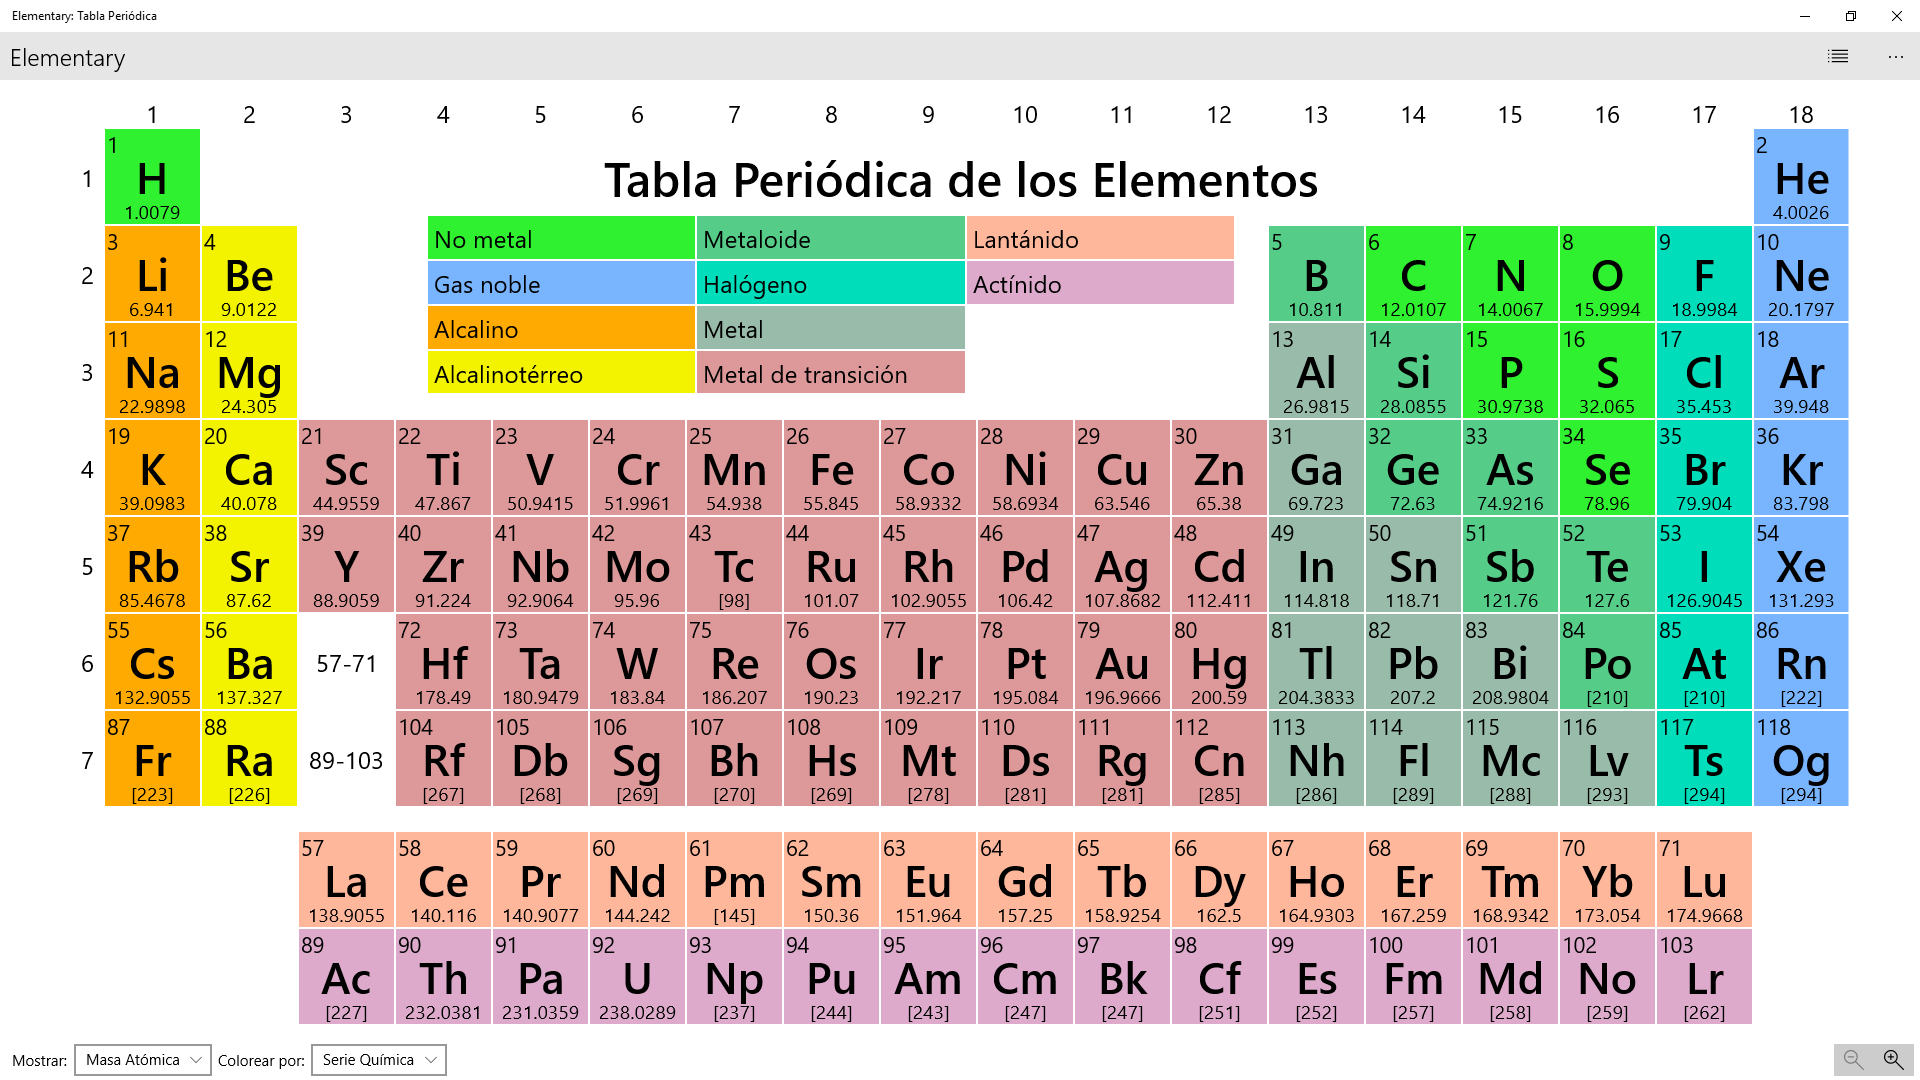 Elementary: Tabla Periódica
Elementary
1 2 3 4 5 6 7 8 9 10 11 12 13 14 15 16 17 18
Tabla Periódica de los Elementos
No metal Metaloide Lantánido
Gas noble Halógeno Actínido
Alcalino Metal
Alcalinotérreo Metal de transición
1
1 2
H He
1.0079 4.0026
2
3 4 5 6 7 8 9 10
Li Be B C N O F Ne
6.941 9.0122 10.811 12.0107 14.0067 15.9994 18.9984 20.1797
3
11 12 13 14 15 16 17 18
Na Mg Al Si P S Cl Ar
22.9898 24.305 26.9815 28.0855 30.9738 32.065 35.453 39.948
4
19 20 21 22 23 24 25 26 27 28 29 30 31 32 33 34 35 36
K Ca Sc Ti V Cr Mn Fe Co Ni Cu Zn Ga Ge As Se Br Kr
39.0983 40.078 44.9559 47.867 50.9415 51.9961 54.938 55.845 58.9332 58.6934 63.546 65.38 69.723 72.63 74.9216 78.96 79.904 83.798
5
37 38 39 40 41 42 43 44 45 46 47 48 49 50 51 52 53 54
Rb Sr Y Zr Nb Mo Tc Ru Rh Pd Ag Cd In Sn Sb Te I Xe
85.4678 87.62 88.9059 91.224 92.9064 95.96 [98] 101.07 102.9055 106.42 107.8682 112.411 114.818 118.71 121.76 127.6 126.9045 131.293
6
55 56 72 73 74 75 76 77 78 79 80 81 82 83 84 85 86
Cs Ba 57-71 Hf Ta W Re Os Ir Pt Au Hg Tl Pb Bi Po At Rn
132.9055 137.327 178.49 180.9479 183.84 186.207 190.23 192.217 195.084 196.9666 200.59 204.3833 207.2 208.9804 [210] [210] [222]
7
87 88 104 105 106 107 108 109 110 111 112 113 114 115 116 117 118
Fr Ra 89-103 Rf Db Sg Bh Hs Mt Ds Rg Cn Nh Fl Mc Lv Ts Og
[223] [226] [267] [268] [269] [270] [269] [278] [281] [281] [285] [286] [289] [288] [293] [294] [294]
57 58 59 60 61 62 63 64 65 66 67 68 69 70 71
La Ce Pr Nd Pm Sm Eu Gd Tb Dy Ho Er Tm Yb Lu
138.9055 140.116 140.9077 144.242 [145] 150.36 151.964 157.25 158.9254 162.5 164.9303 167.259 168.9342 173.054 174.9668
89 90 91 92 93 94 95 96 97 98 99 100 101 102 103
Ac Th Pa U Np Pu Am Cm Bk Cf Es Fm Md No Lr
[227] 232.0381 231.0359 238.0289 [237] [244] [243] [247] [247] [251] [252] [257] [258] [259] [262]
Mostrar: Masa Atómica Colorear por: Serie Química